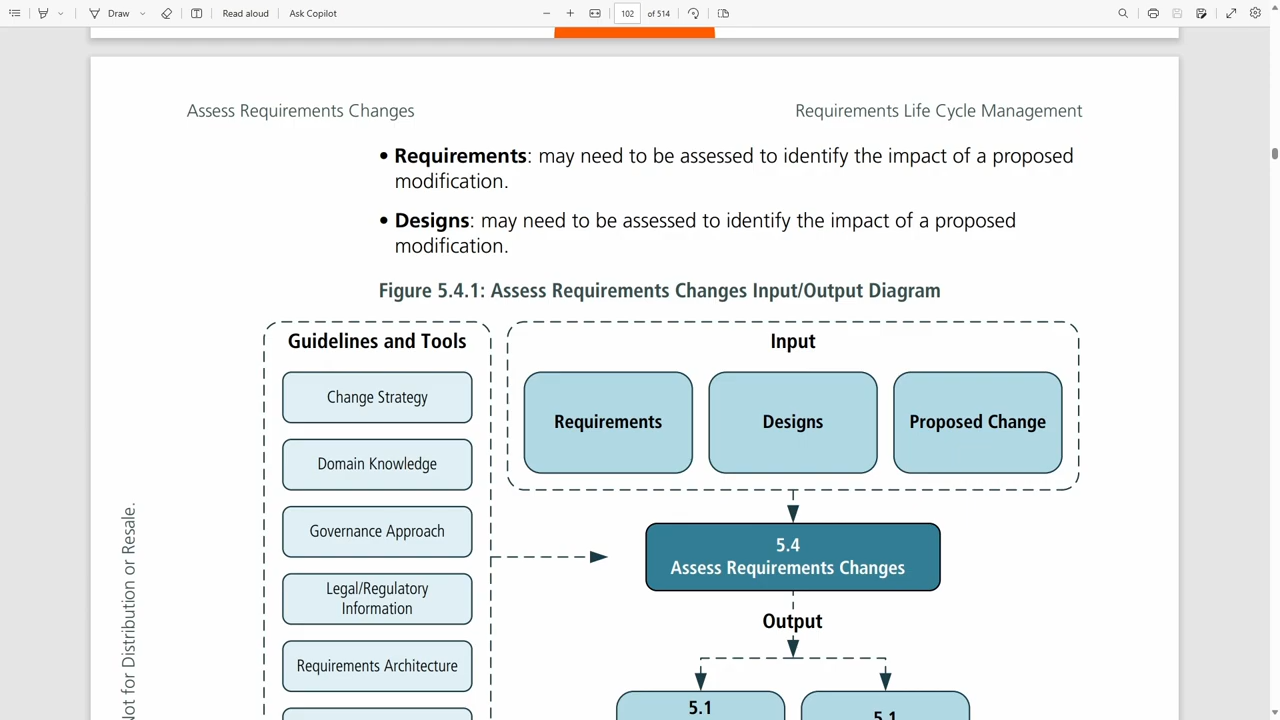 Draw
Read aloud
Ask Copilot
102
of 514
Assess Requirements Changes
Requirements Life Cycle Management
• Requirements: may need to be assessed to identify the impact of a proposed
modification.
• Designs: may need to be assessed to identify the impact of a proposed
modification.
Figure 5.4.1: Assess Requirements Changes Input/Output Diagram
Guidelines and Tools
Change Strategy
Domain Knowledge
Governance Approach
Legal/Regulatory
Information
Requirements Architecture
Input
Requirements
Designs
Proposed Change
5.4
Assess Requirements Changes
Output
5.1
5.1
Not for Distribution or Resale.